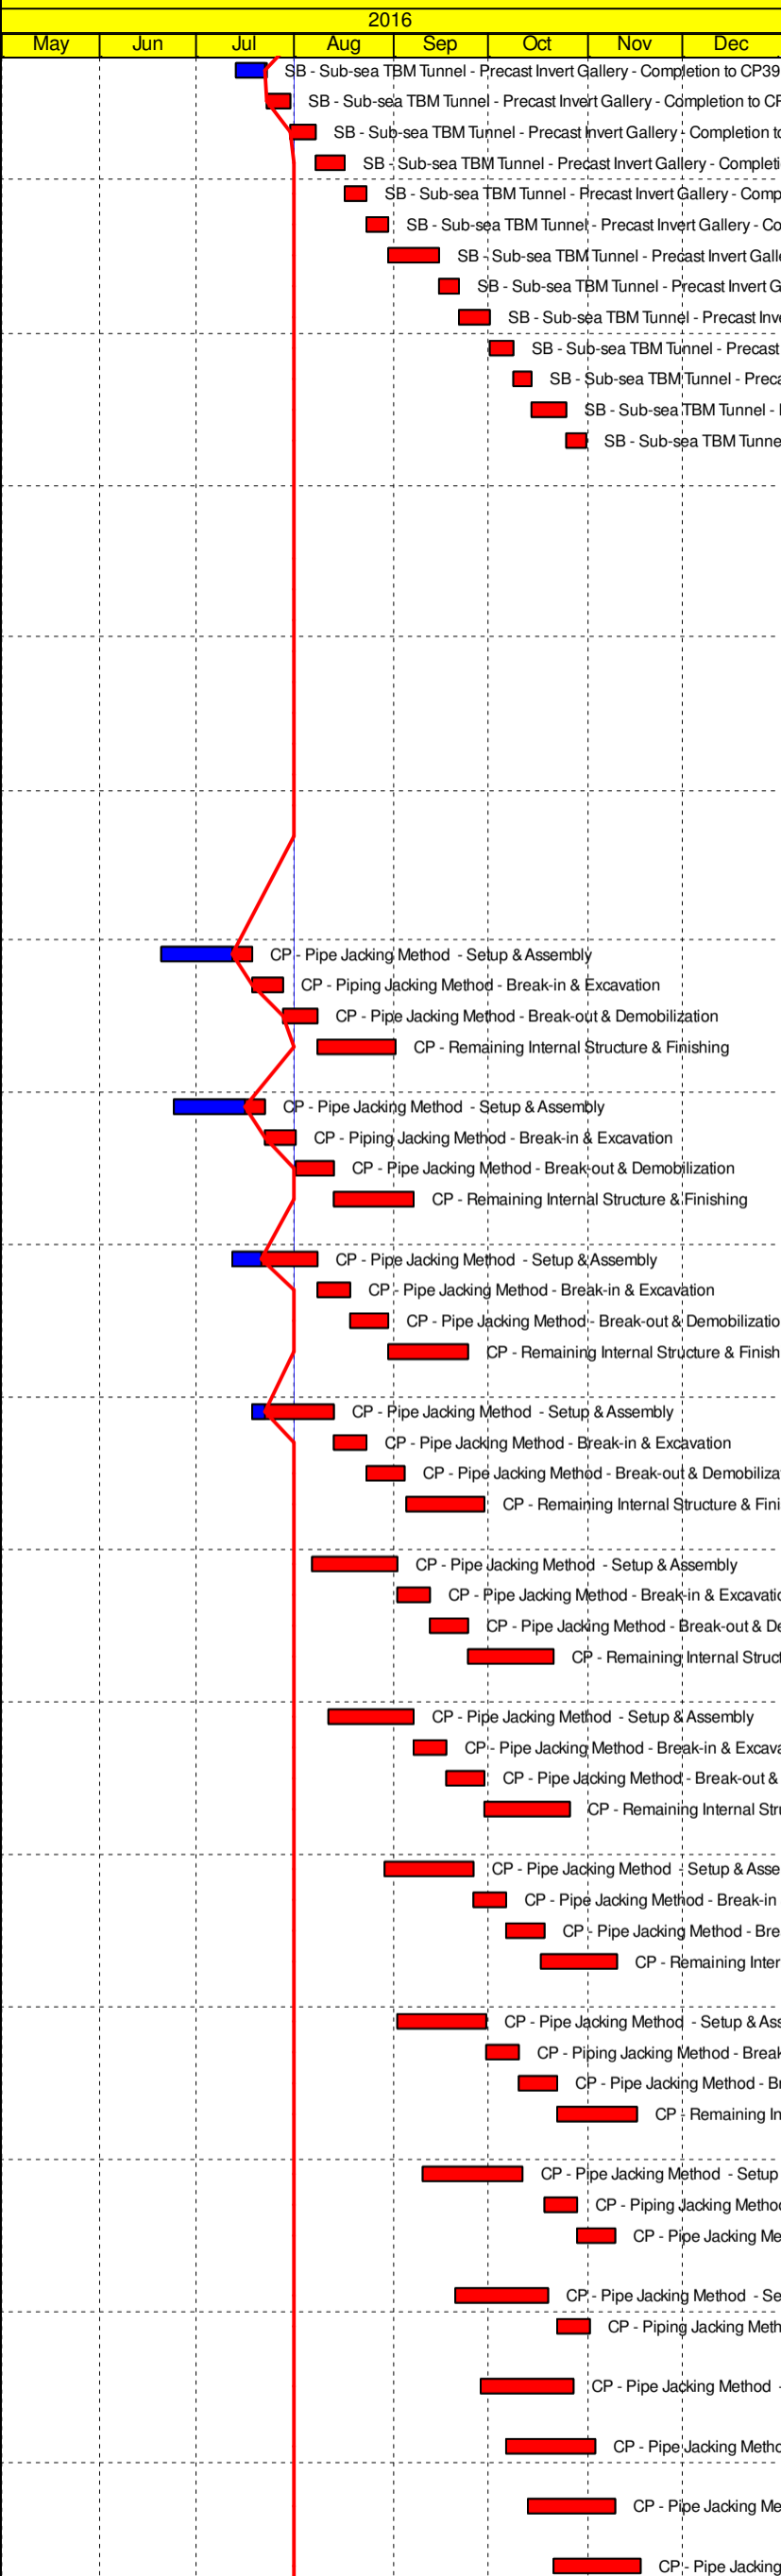 2016
May Jun Jul Aug Sep Oct Nov Dec
SB - Sub-sea TBM Tunnel - Precast Invert Gallery - Completion to CP39
SB - Sub-sea TBM Tunnel - Precast Invert Gallery - Completion to CP
SB - Sub-sea TBM Tunnel - Precast Invert Gallery - Completion to
SB - Sub-sea TBM Tunnel - Precast Invert Gallery - Completi
SB - Sub-sea TBM Tunnel - Precast Invert Gallery - Comp
SB - Sub-sea TBM Tunnel - Precast Invert Gallery - Co
SB - Sub-sea TBM Tunnel - Precast Invert Galle
SB - Sub-sea TBM Tunnel - Precast Invert G
SB - Sub-sea TBM Tunnel - Precast Inve
SB - Sub-sea TBM Tunnel - Precast
SB - Sub-sea TBM Tunnel - Preca
SB - Sub-sea TBM Tunnel -
SB - Sub-sea TBM Tunne
CP - Pipe Jacking Method - Setup & Assembly
CP - Piping Jacking Method - Break-in & Excavation
CP - Pipe Jacking Method - Break-out & Demobilization
CP - Remaining Internal Structure & Finishing
CP - Pipe Jacking Method - Setup & Assembly
CP - Piping Jacking Method - Break-in & Excavation
CP - Pipe Jacking Method - Break-out & Demobilization
CP - Remaining Internal Structure & Finishing
CP - Pipe Jacking Method - Setup & Assembly
CP - Pipe Jacking Method - Break-in & Excavation
CP - Pipe Jacking Method - Break-out & Demobilizatio
CP - Remaining Internal Structure & Finish
CP - Pipe Jacking Method - Setup & Assembly
CP - Pipe Jacking Method - Break-in & Excavation
CP - Pipe Jacking Method - Break-out & Demobiliza
CP - Remaining Internal Structure & Fini
CP - Pipe Jacking Method - Setup & Assembly
CP - Pipe Jacking Method - Break-in & Excavatio
CP - Pipe Jacking Method - Break-out & De
CP - Remaining Internal Struct
CP - Pipe Jacking Method - Setup & Assembly
CP - Pipe Jacking Method - Break-in & Excava
CP - Pipe Jacking Method - Break-out &
CP - Remaining Internal Stru
CP - Pipe Jacking Method - Setup & Asse
CP - Pipe Jacking Method - Break-in
CP - Pipe Jacking Method - Bre
CP - Remaining Inter
CP - Pipe Jacking Method - Setup & Ass
CP - Piping Jacking Method - Break
CP - Pipe Jacking Method - Br
CP - Remaining In
CP - Pipe Jacking Method - Setup
CP - Piping Jacking Method
CP - Pipe Jacking Me
CP - Pipe Jacking Method - Se
CP - Piping Jacking Meth
CP - Pipe Jacking Method -
CP - Pipe Jacking Metho
CP - Pipe Jacking Me
CP - Pipe Jacking